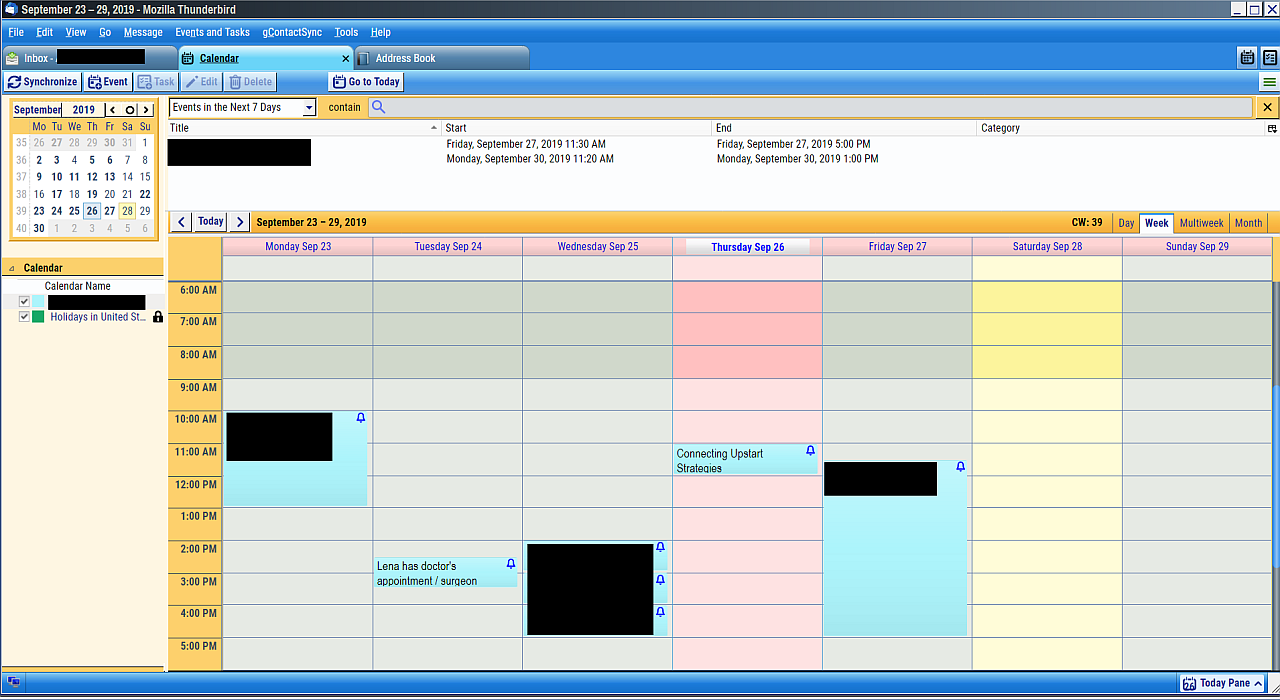 September 23 – 29, 2019 - Mozilla Thunderbird
File Edit View Go Message Events and Tasks gContactSync Tools Help
Inbox - Calendar Address Book
Synchronize Event Task Edit Delete Go to Today
September 2019
Mo Tu We Th Fr Sa Su
35 26 27 28 29 30 31 1
36 2 3 4 5 6 7 8
37 9 10 11 12 13 14 15
38 16 17 18 19 20 21 22
39 23 24 25 26 27 28 29
40 30 1 2 3 4 5 6
Calendar
Calendar Name
Holidays in United St...
Events in the Next 7 Days contain
Title Start End Category
Friday, September 27, 2019 11:30 AM Friday, September 27, 2019 5:00 PM
Monday, September 30, 2019 11:20 AM Monday, September 30, 2019 1:00 PM
Today September 23 – 29, 2019 CW: 39 Day Week Multiweek Month
Monday Sep 23 Tuesday Sep 24 Wednesday Sep 25 Thursday Sep 26 Friday Sep 27 Saturday Sep 28 Sunday Sep 29
6:00 AM
7:00 AM
8:00 AM
9:00 AM
10:00 AM
11:00 AM
Connecting Upstart
Strategies
12:00 PM
1:00 PM
2:00 PM
Lena has doctor's
appointment / surgeon
3:00 PM
4:00 PM
5:00 PM
26 Today Pane